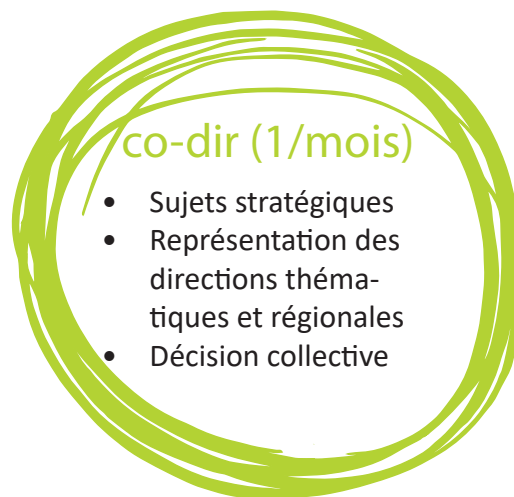 co-dir (1/mois)
• Sujets stratégiques
• Représentation des
directions théma-
tiques et régionales
• Décision collective